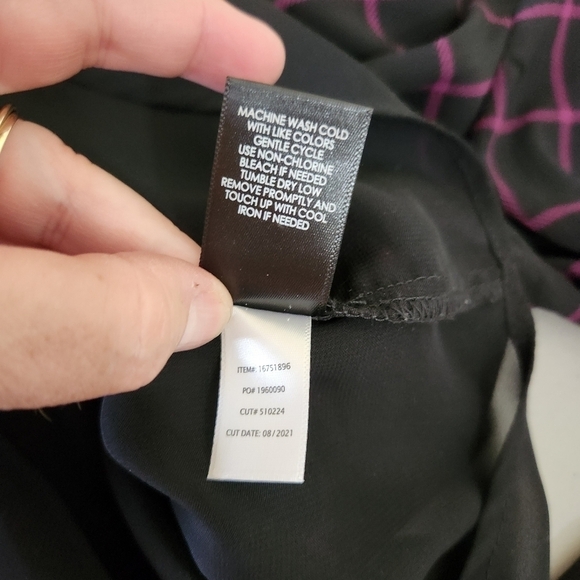 MACHINE WASH COLD
WITH LIKE COLORS
GENTLE CYCLE
USE NON-CHLORINE
BLEACH IF NEEDED
TUMBLE DRY LOW
REMOVE PROMPTLY AND
TOUCH UP WITH COOL
IRON IF NEEDED
ITEM#: 16751896
PO# 1960090
CUT# 510224
CUT DATE: 08/2021